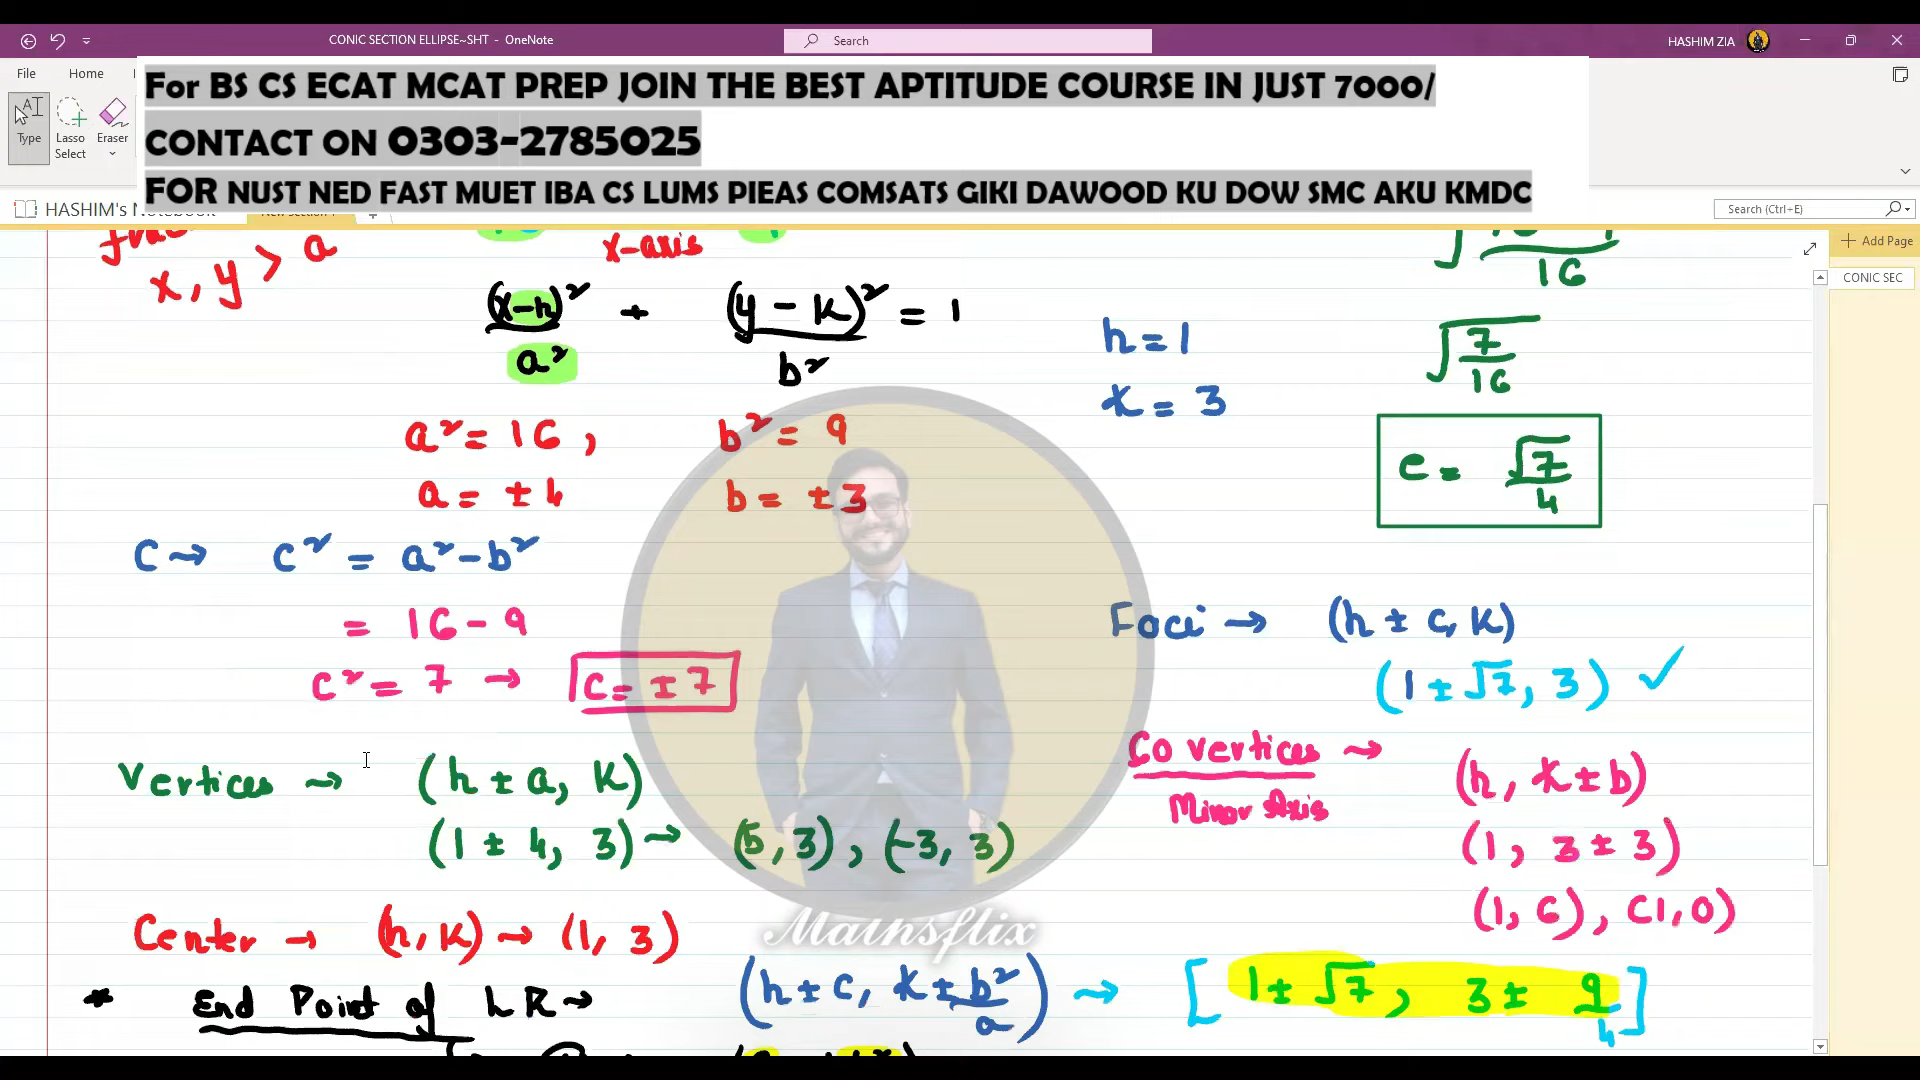 CONIC SECTION ELLIPSE~SHT - OneNote
Search
HASHIM ZIA
File
Home
For BS CS ECAT MCAT PREP JOIN THE BEST APTITUDE COURSE IN JUST 7000/
CONTACT ON 0303-2785025
FOR NUST NED FAST MUET IBA CS LUMS PIEAS COMSATS GIKI DAWOOD KU DOW SMC AKU KMDC
Type
Lasso Select
Eraser
HASHIM's Notebook
Search (Ctrl+E)
Add Page
CONIC SEC
x, y > a
x-axis
16
(x-h)²/a² + (y-k)²/b² = 1
h = 1
k = 3
√7/16
a² = 16, b² = 9
a = ±4 b = ±3
e = √7/4
C → c² = a² - b²
= 16 - 9
c² = 7 → c = ±7
Foci → (h ± c, k)
(1 ± √7, 3) ✓
Vertices → (h ± a, k)
(1 ± 4, 3) → (5, 3), (-3, 3)
Co vertices → (h, k ± b)
Minor Axis
(1, 3 ± 3)
(1, 6), (1, 0)
Center → (h, k) → (1, 3)
Mathsflix
* End Point of LR → (h ± c, k ± b²/a) → [1 ± √7, 3 ± 9/4]